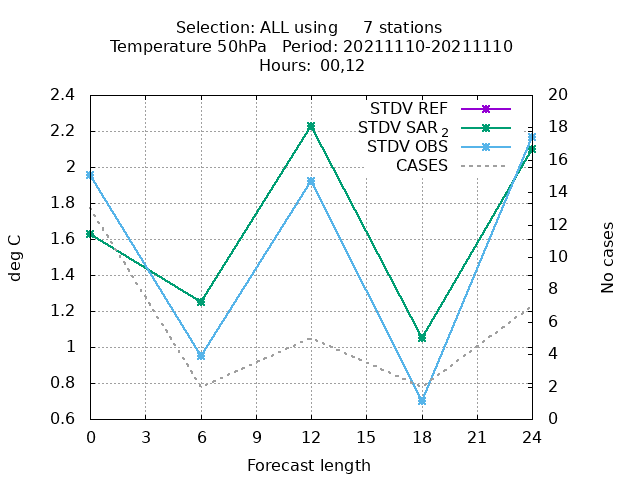 Selection: ALL using     7 stations
Temperature 50hPa   Period: 20211110-20211110
Hours: 00,12
STDV REF
STDV SAR 2
STDV OBS
CASES
2.4
2.2
2
1.8
1.6
1.4
1.2
1
0.8
0.6
deg C
20
18
16
14
12
10
8
6
4
2
0
No cases
0 3 6 9 12 15 18 21 24
Forecast length